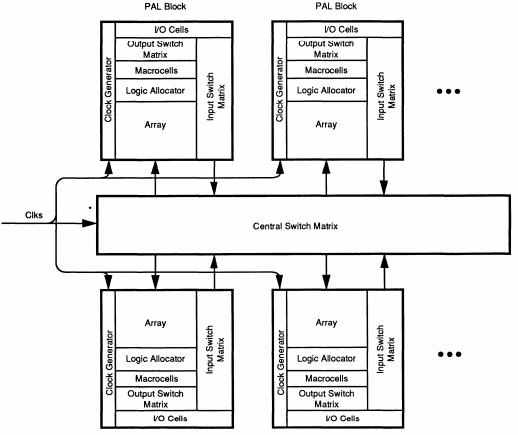 PAL Block
PAL Block
I/O Cells
Output Switch
Matrix
Macrocells
Logic Allocator
Array
Clock Generator
Input Switch
Matrix
I/O Cells
Output Switch
Matrix
Macrocells
Logic Allocator
Array
Clock Generator
Input Switch
Matrix
Clks
Central Switch Matrix
Clock Generator
Array
Logic Allocator
Macrocells
Output Switch
Matrix
I/O Cells
Input Switch
Matrix
Clock Generator
Array
Logic Allocator
Macrocells
Output Switch
Matrix
I/O Cells
Input Switch
Matrix